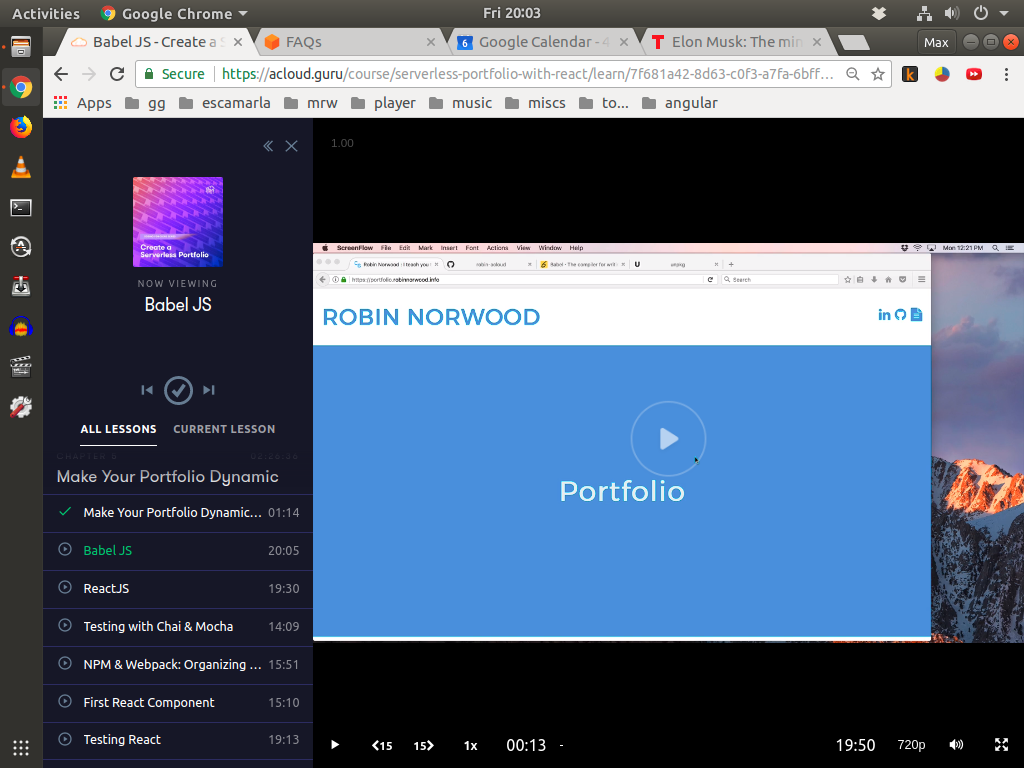 Activities Google Chrome Fri 20:03
Babel JS - Create a S FAQs Google Calendar - 4 Elon Musk: The min Max
Secure https://acloud.guru/course/serverless-portfolio-with-react/learn/7f681a42-8d63-c0f3-a7fa-6bff…
Apps gg escamarla mrw player music miscs to... angular
1.00
Create a
Serverless Portfolio
NOW VIEWING
Babel JS
ALL LESSONS CURRENT LESSON
Make Your Portfolio Dynamic
Make Your Portfolio Dynamic... 01:14
Babel JS 20:05
ReactJS 19:30
Testing with Chai & Mocha 14:09
NPM & Webpack: Organizing ... 15:51
First React Component 15:10
Testing React 19:13
ScreenFlow File Edit Mark Insert Font Actions View Window Help Mon 12:21 PM
Robin Norwood - I teach you robin-acloud Babel - The compiler for writi
https://portfolio.robinnorwood.info Search
ROBIN NORWOOD in
Portfolio
15 15 1x 00:13 - 19:50 720p